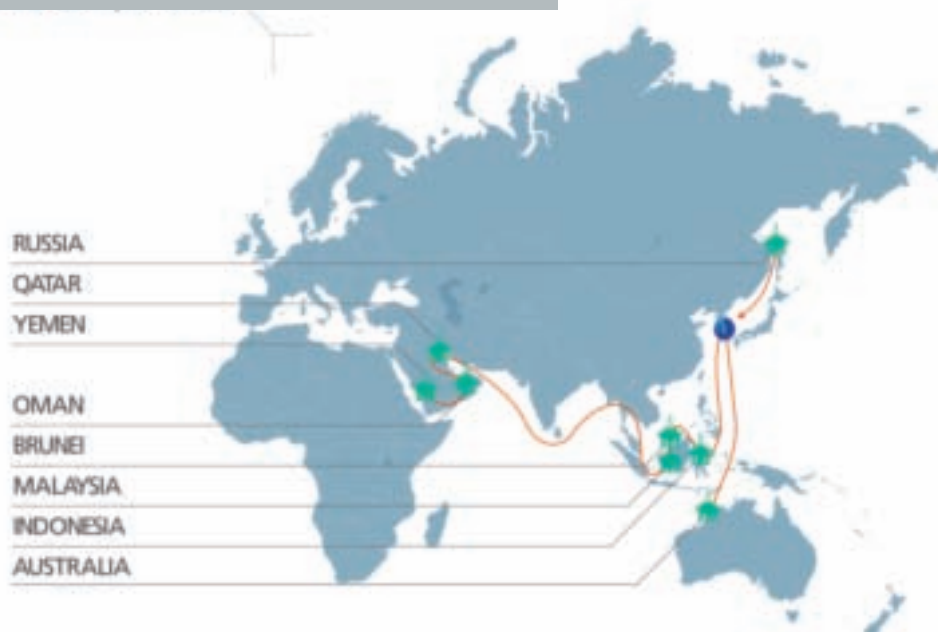 RUSSIA
QATAR
YEMEN
OMAN
BRUNEI
MALAYSIA
INDONESIA
AUSTRALIA